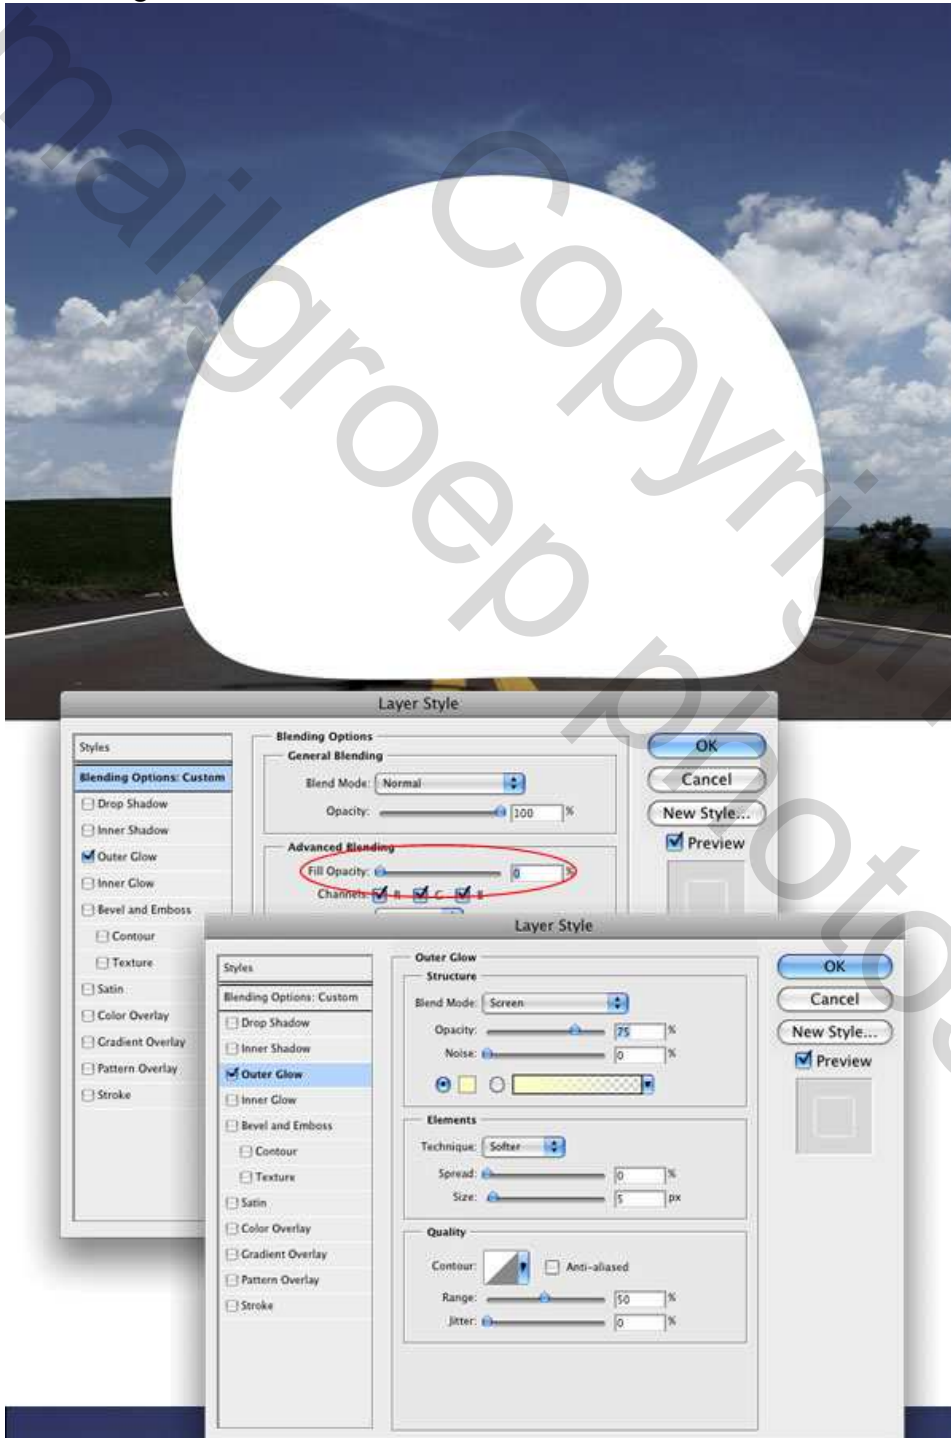 mailgroep photos
Copyrigh
Layer Style
Styles
Blending Options: Custom
Drop Shadow
Inner Shadow
Outer Glow
Inner Glow
Bevel and Emboss
Contour
Texture
Satin
Color Overlay
Gradient Overlay
Pattern Overlay
Stroke
Blending Options
General Blending
Blend Mode: Normal
Opacity: 100 %
Advanced Blending
Fill Opacity: 0 %
Channels: R G B
OK
Cancel
New Style...
Preview
Layer Style
Styles
Blending Options: Custom
Drop Shadow
Inner Shadow
Outer Glow
Inner Glow
Bevel and Emboss
Contour
Texture
Satin
Color Overlay
Gradient Overlay
Pattern Overlay
Stroke
Outer Glow
Structure
Blend Mode: Screen
Opacity: 75 %
Noise: 0 %
Elements
Technique: Softer
Spread: 0 %
Size: 5 px
Quality
Contour: Anti-aliased
Range: 50 %
Jitter: 0 %
OK
Cancel
New Style...
Preview